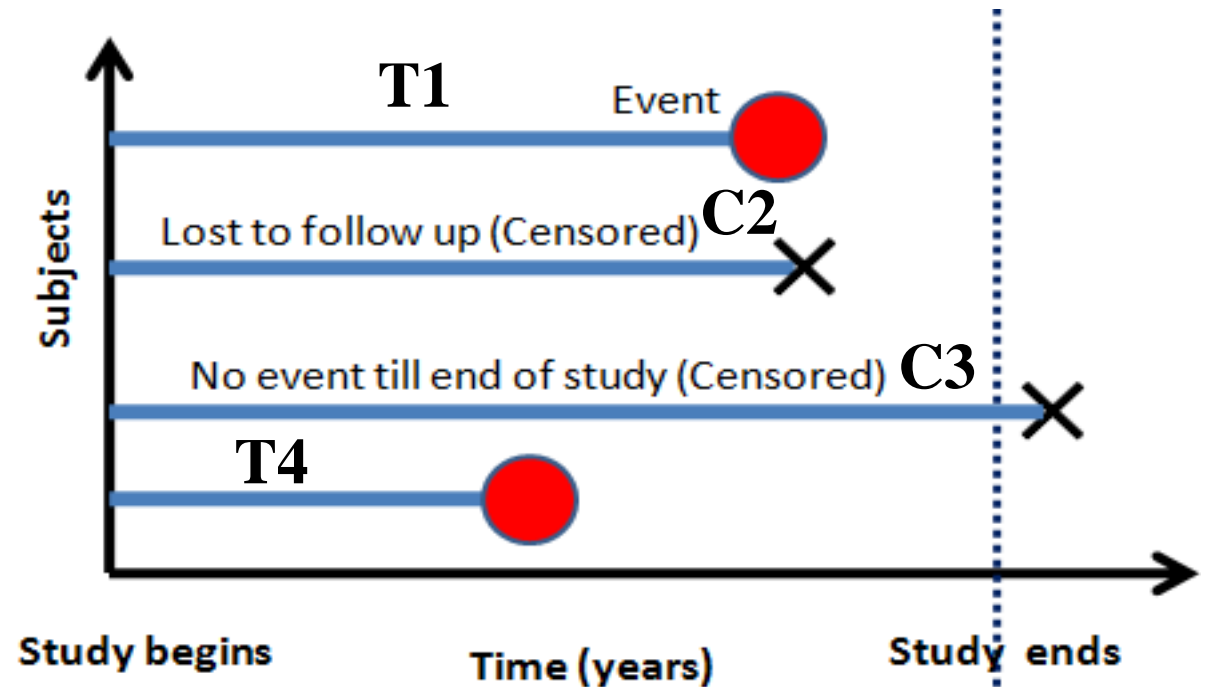 T1
Event
Lost to follow up (Censored) C2
No event till end of study (Censored) C3
T4
Subjects
Study begins
Time (years)
Study ends